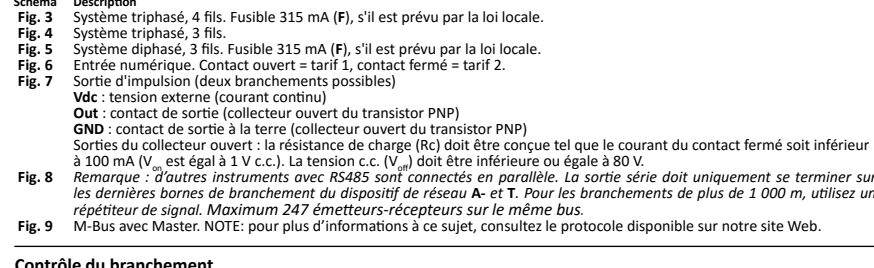 Schéma Description
Fig. 3 Système triphasé, 4 fils. Fusible 315 mA (F), s'il est prévu par la loi locale.
Fig. 4 Système triphasé, 3 fils.
Fig. 5 Système diphasé, 3 fils. Fusible 315 mA (F), s'il est prévu par la loi locale.
Fig. 6 Entrée numérique. Contact ouvert = tarif 1, contact fermé = tarif 2.
Fig. 7 Sortie d'impulsion (deux branchements possibles)
Vdc : tension externe (courant continu)
Out : contact de sortie (collecteur ouvert du transistor PNP)
GND : contact de sortie à la terre (collecteur ouvert du transistor PNP)
Sorties du collecteur ouvert : la résistance de charge (Rc) doit être conçue tel que le courant du contact fermé soit inférieur
à 100 mA (Von est égal à 1 V c.c.). La tension c.c. (Voff) doit être inférieure ou égale à 80 V.
Fig. 8 Remarque : d'autres instruments avec RS485 sont connectés en parallèle. La sortie série doit uniquement se terminer sur
les dernières bornes de branchement du dispositif de réseau A- et T. Pour les branchements de plus de 1 000 m, utilisez un
répétiteur de signal. Maximum 247 émetteurs-récepteurs sur le même bus.
Fig. 9 M-Bus avec Master. NOTE: pour plus d'informations à ce sujet, consultez le protocole disponible sur notre site Web.
Contrôle du branchement